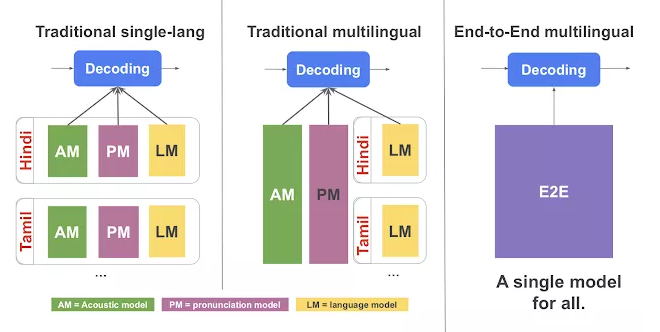 Traditional single-lang
Decoding
Hindi
AM
PM
LM
Tamil
AM
PM
LM
...
Traditional multilingual
Decoding
AM
PM
Hindi
LM
Tamil
LM
...
End-to-End multilingual
Decoding
E2E
A single model
for all.
AM = Acoustic model
PM = pronunciation model
LM = language model